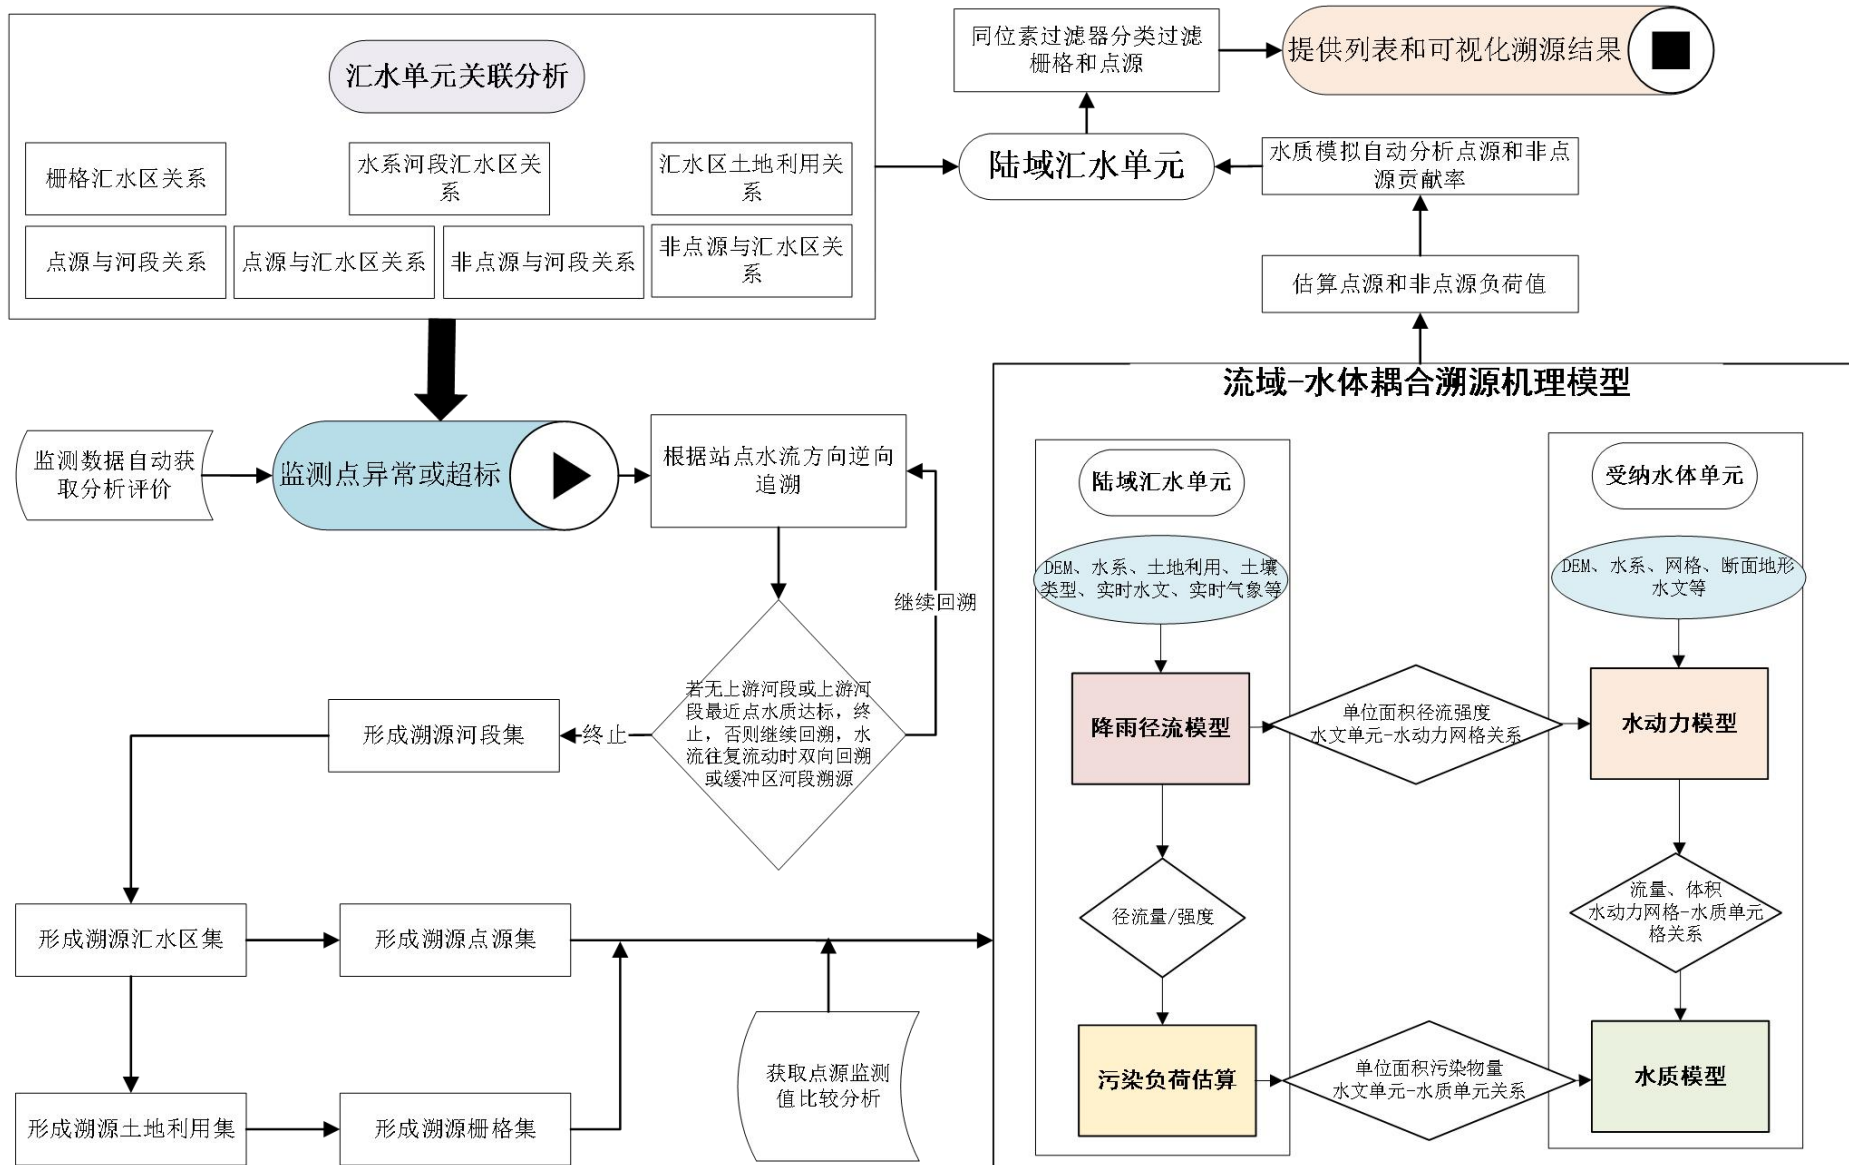 汇水单元关联分析
栅格汇水区关系
水系河段汇水区关
系
汇水区土地利用关
系
点源与河段关系
点源与汇水区关系
非点源与河段关系
非点源与汇水区关
系
同位素过滤器分类过滤
栅格和点源
提供列表和可视化溯源结果
陆域汇水单元
水质模拟自动分析点源和非点
源贡献率
估算点源和非点源负荷值
监测数据自动获
取分析评价
监测点异常或超标
根据站点水流方向逆向
追溯
继续回溯
若无上游河段或上游河
段最近点水质达标，终
止，否则继续回溯，水
流往复流动时双向回溯
或缓冲区河段溯源
终止
形成溯源河段集
形成溯源汇水区集
形成溯源点源集
形成溯源土地利用集
形成溯源栅格集
获取点源监测
值比较分析
流域-水体耦合溯源机理模型
陆域汇水单元
DEM、水系、土地利用、土壤
类型、实时水文、实时气象等
降雨径流模型
径流量/强度
污染负荷估算
单位面积径流强度
水文单元-水动力网格关系
单位面积污染物量
水文单元-水质单元关系
受纳水体单元
DEM、水系、网格、断面地形
水文等
水动力模型
流量、体积
水动力网格-水质单元
格关系
水质模型